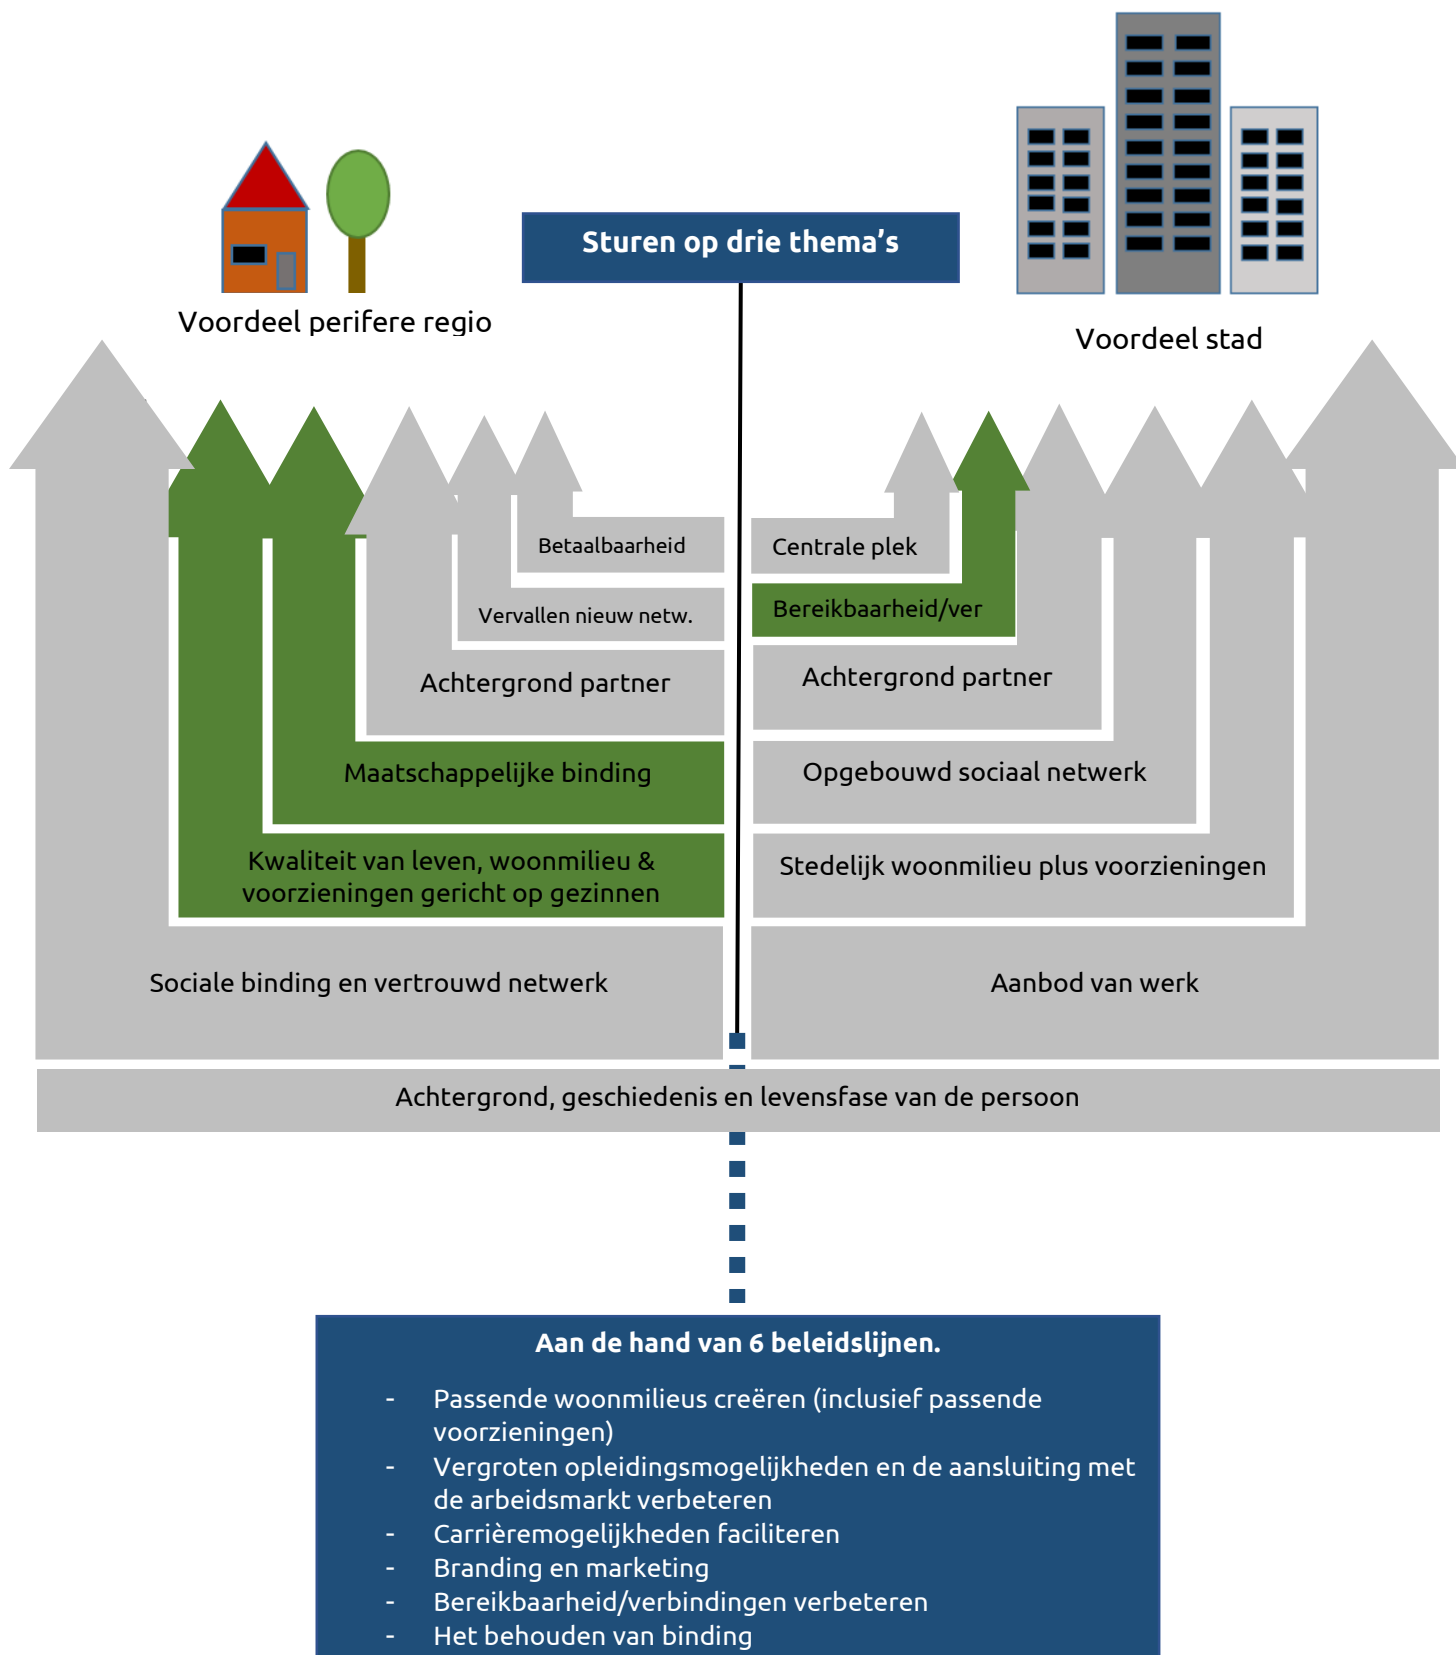 Sturen op drie thema's
Voordeel perifere regio
Voordeel stad
Betaalbaarheid
Centrale plek
Vervallen nieuw netw.
Bereikbaarheid/ver
Achtergrond partner
Achtergrond partner
Maatschappelijke binding
Opgebouwd sociaal netwerk
Kwaliteit van leven, woonmilieu &
voorzieningen gericht op gezinnen
Stedelijk woonmilieu plus voorzieningen
Sociale binding en vertrouwd netwerk
Aanbod van werk
Achtergrond, geschiedenis en levensfase van de persoon
Aan de hand van 6 beleidslijnen.
- Passende woonmilieus creëren (inclusief passende
voorzieningen)
- Vergroten opleidingsmogelijkheden en de aansluiting met
de arbeidsmarkt verbeteren
- Carrièremogelijkheden faciliteren
- Branding en marketing
- Bereikbaarheid/verbindingen verbeteren
- Het behouden van binding